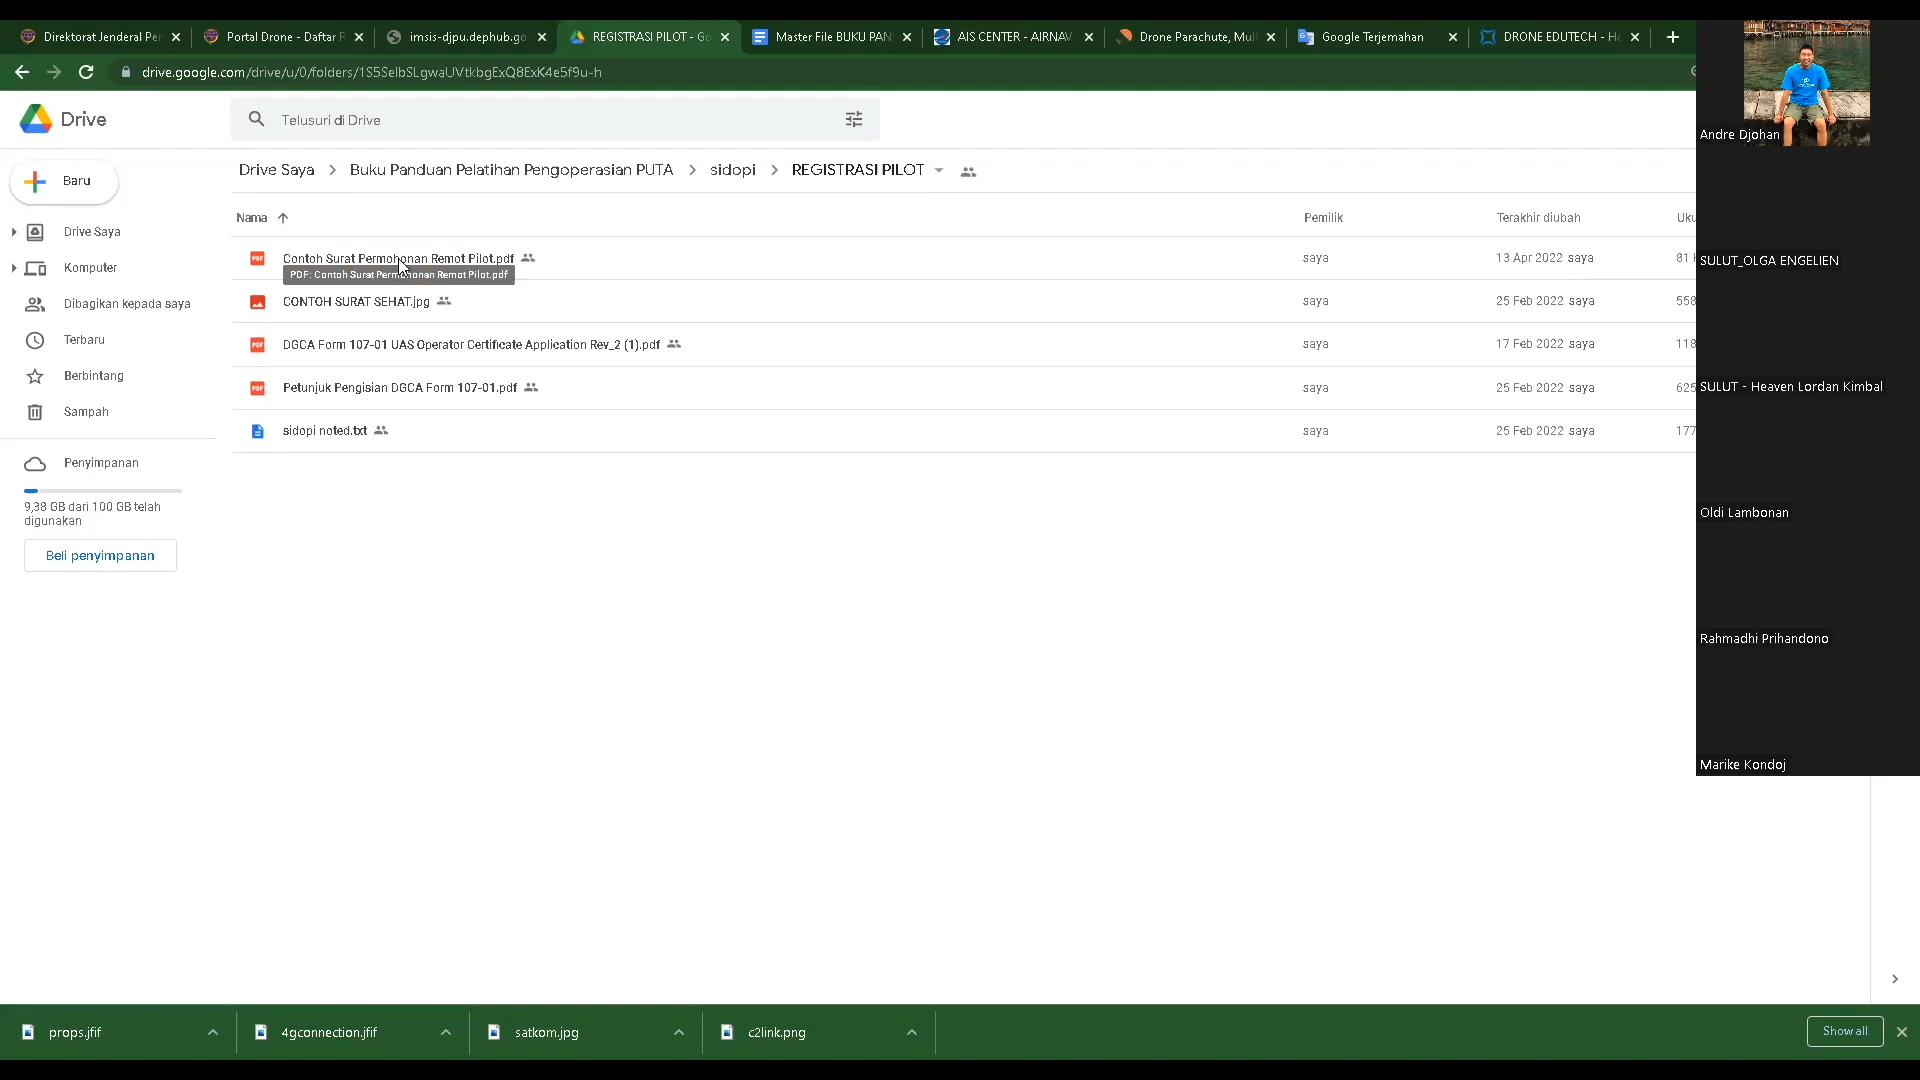 Direktorat Jenderal Per
Portal Drone - Daftar R
imsis-djpu.dephub.go
REGISTRASI PILOT - Go
Master File BUKU PAN
AIS CENTER - AIRNAV
Drone Parachute, Mul
Google Terjemahan
DRONE EDUTECH - Ho
drive.google.com/drive/u/0/folders/1S5SelbSLgwaUVtkbgExQ8ExK4e5f9u-h
Drive
Telusuri di Drive
Andre Djohan
Drive Saya > Buku Panduan Pelatihan Pengoperasian PUTA > sidopi > REGISTRASI PILOT
Baru
Nama
Pemilik
Terakhir diubah
Uku
Drive Saya
Komputer
Dibagikan kepada saya
Terbaru
Berbintang
Sampah
Penyimpanan
9,38 GB dari 100 GB telah
digunakan
Beli penyimpanan
Contoh Surat Permohonan Remot Pilot.pdf saya 13 Apr 2022 saya 81
PDF: Contoh Surat Permohonan Remot Pilot.pdf
CONTOH SURAT SEHAT.jpg saya 25 Feb 2022 saya 558
DGCA Form 107-01 UAS Operator Certificate Application Rev_2 (1).pdf saya 17 Feb 2022 saya 118
Petunjuk Pengisian DGCA Form 107-01.pdf saya 25 Feb 2022 saya 625
sidopi noted.txt saya 25 Feb 2022 saya 177
SULUT_OLGA ENGELIEN
SULUT - Heaven Lordan Kimbal
Oldi Lambonan
Rahmadhi Prihandono
Marike Kondoj
props.jfif
4gconnection.jfif
satkom.jpg
c2link.png
Show all